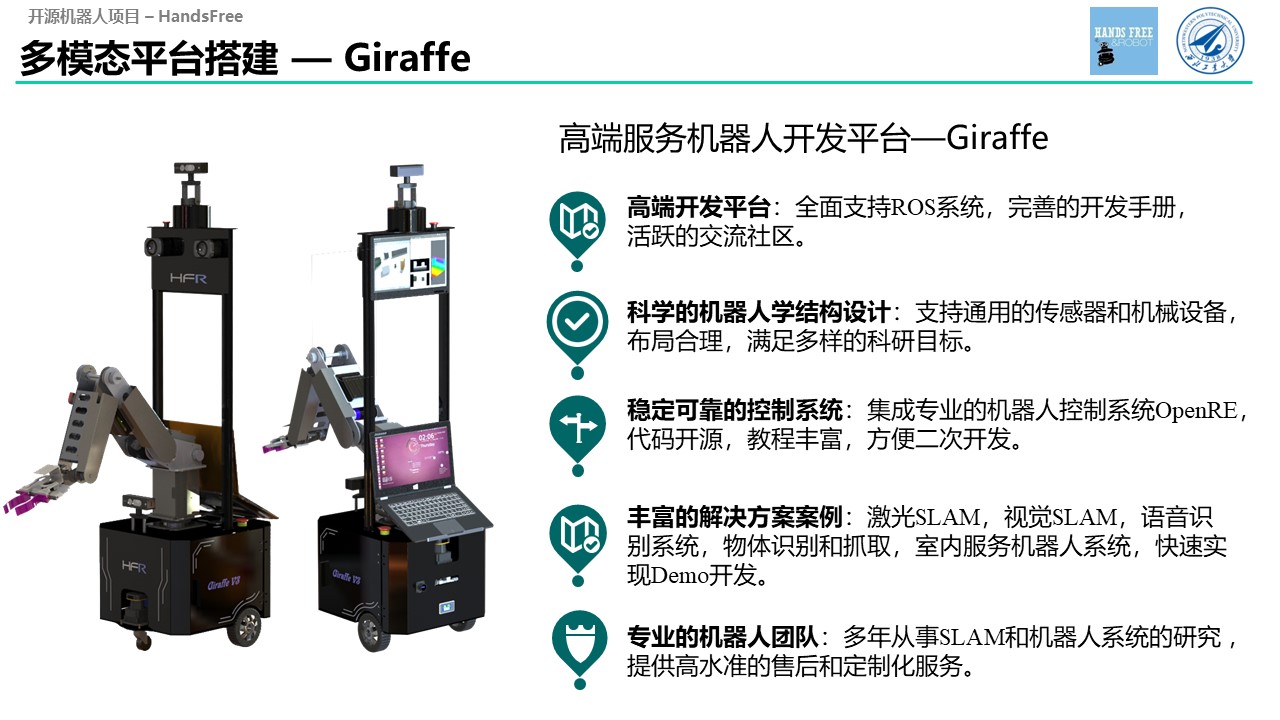 开源机器人项目 – HandsFree
多模态平台搭建 — Giraffe
HANDS FREE
&ROBOT
高端服务机器人开发平台—Giraffe
高端开发平台：全面支持ROS系统，完善的开发手册，
活跃的交流社区。
科学的机器人学结构设计：支持通用的传感器和机械设备，
布局合理，满足多样的科研目标。
稳定可靠的控制系统：集成专业的机器人控制系统OpenRE，
代码开源，教程丰富，方便二次开发。
丰富的解决方案案例：激光SLAM，视觉SLAM，语音识
别系统，物体识别和抓取，室内服务机器人系统，快速实
现Demo开发。
专业的机器人团队：多年从事SLAM和机器人系统的研究，
提供高水准的售后和定制化服务。
HFR
HFR
Giraffe V3
Giraffe V3
02:06